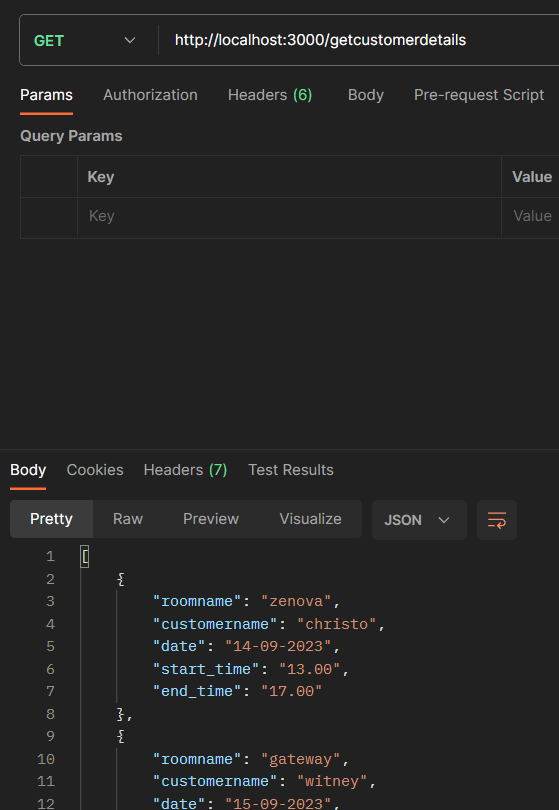 GET http://localhost:3000/getcustomerdetails
Params Authorization Headers (6) Body Pre-request Script
Query Params
Key Value
Key Value
Body Cookies Headers (7) Test Results
Pretty Raw Preview Visualize JSON
1 [
2 {
3 "roomname": "zenova",
4 "customername": "christo",
5 "date": "14-09-2023",
6 "start_time": "13.00",
7 "end_time": "17.00"
8 },
9 {
10 "roomname": "gateway",
11 "customername": "witney",
12 "date": "15-09-2023",